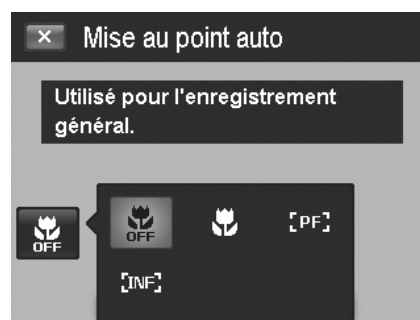 × Mise au point auto
Utilisé pour l'enregistrement
général.
OFF
OFF
[PF]
[INF]